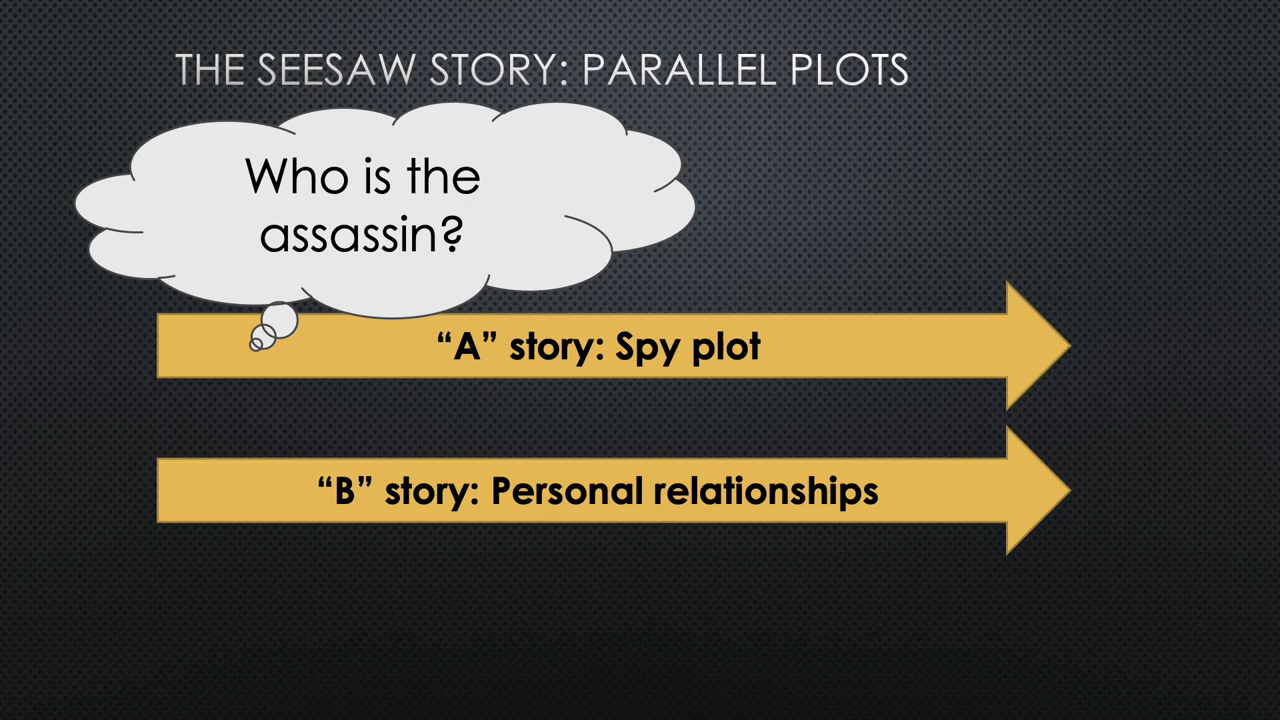 THE SEESAW STORY: PARALLEL PLOTS
Who is the
assassin?
“A” story: Spy plot
“B” story: Personal relationships